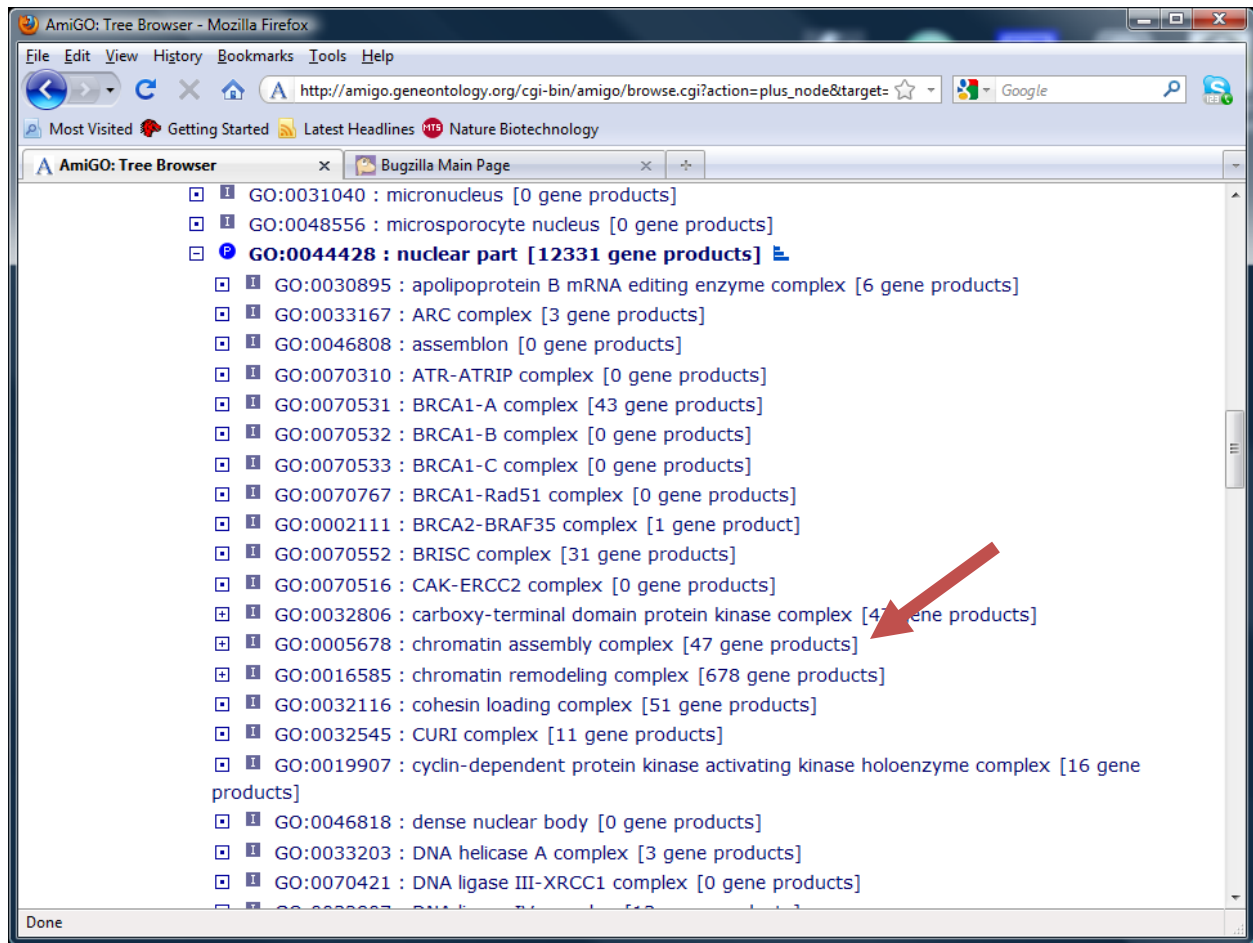 AmiGO: Tree Browser - Mozilla Firefox
File Edit View History Bookmarks Tools Help
http://amigo.geneontology.org/cgi-bin/amigo/browse.cgi?action=plus_node&target=
Google
Most Visited Getting Started Latest Headlines MTS Nature Biotechnology
AmiGO: Tree Browser Bugzilla Main Page
I GO:0031040 : micronucleus [0 gene products]
I GO:0048556 : microsporocyte nucleus [0 gene products]
P GO:0044428 : nuclear part [12331 gene products]
I GO:0030895 : apolipoprotein B mRNA editing enzyme complex [6 gene products]
I GO:0033167 : ARC complex [3 gene products]
I GO:0046808 : assemblon [0 gene products]
I GO:0070310 : ATR-ATRIP complex [0 gene products]
I GO:0070531 : BRCA1-A complex [43 gene products]
I GO:0070532 : BRCA1-B complex [0 gene products]
I GO:0070533 : BRCA1-C complex [0 gene products]
I GO:0070767 : BRCA1-Rad51 complex [0 gene products]
I GO:0002111 : BRCA2-BRAF35 complex [1 gene product]
I GO:0070552 : BRISC complex [31 gene products]
I GO:0070516 : CAK-ERCC2 complex [0 gene products]
I GO:0032806 : carboxy-terminal domain protein kinase complex products]
I GO:0005678 : chromatin assembly complex [47 gene products]
I GO:0016585 : chromatin remodeling complex [678 gene products]
I GO:0032116 : cohesin loading complex [51 gene products]
I GO:0032545 : CURI complex [11 gene products]
I GO:0019907 : cyclin-dependent protein kinase activating kinase holoenzyme complex [16 gene
products]
I GO:0046818 : dense nuclear body [0 gene products]
I GO:0033203 : DNA helicase A complex [3 gene products]
I GO:0070421 : DNA ligase III-XRCC1 complex [0 gene products]
Done